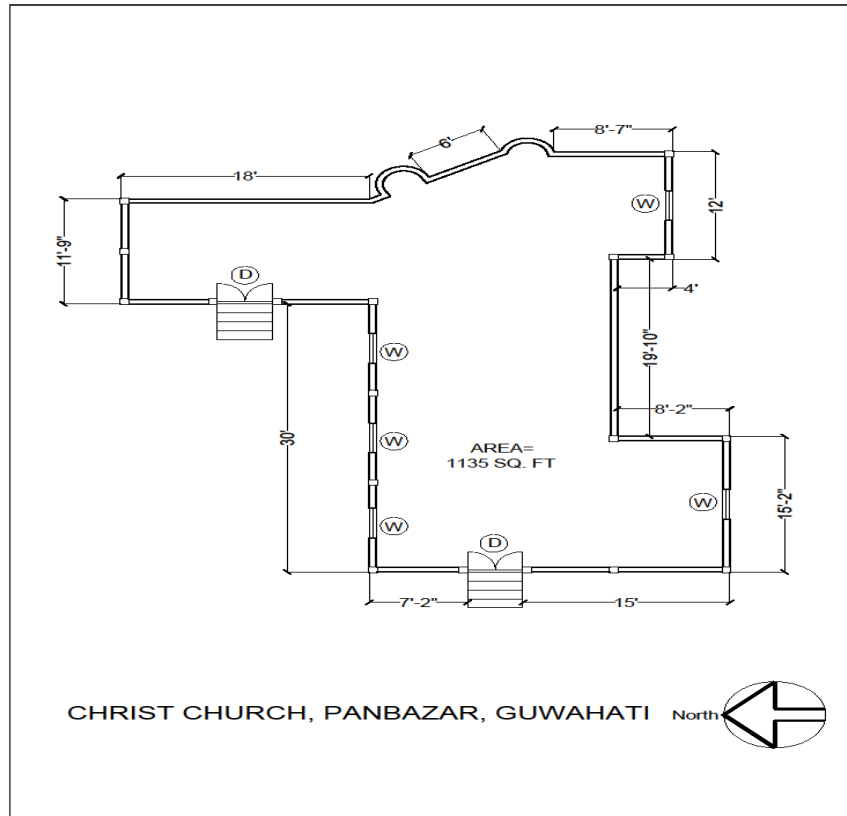 8'-7"
6'
18'
W
12'
11'-9"
D
4'
W
19'-10"
8'-2"
30'
W
AREA=
1135 SQ. FT
W
W
15'-2"
D
7'-2"
15'
CHRIST CHURCH, PANBAZAR, GUWAHATI North